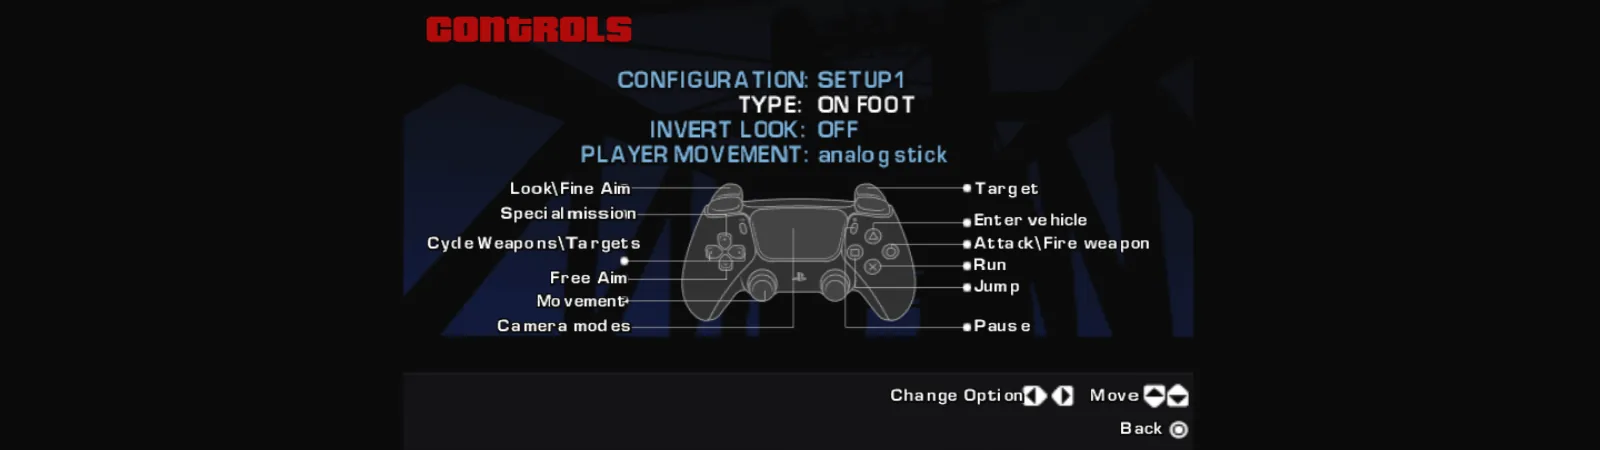 CONTROLS
CONFIGURATION: SETUP1
TYPE: ON FOOT
INVERT LOOK: OFF
PLAYER MOVEMENT: analog stick
Look\Fine Aim
Special mission
Cycle Weapons\Targets
Free Aim
Movement
Camera modes
Target
Enter vehicle
Attack\Fire weapon
Run
Jump
Pause
Change Option Move
Back